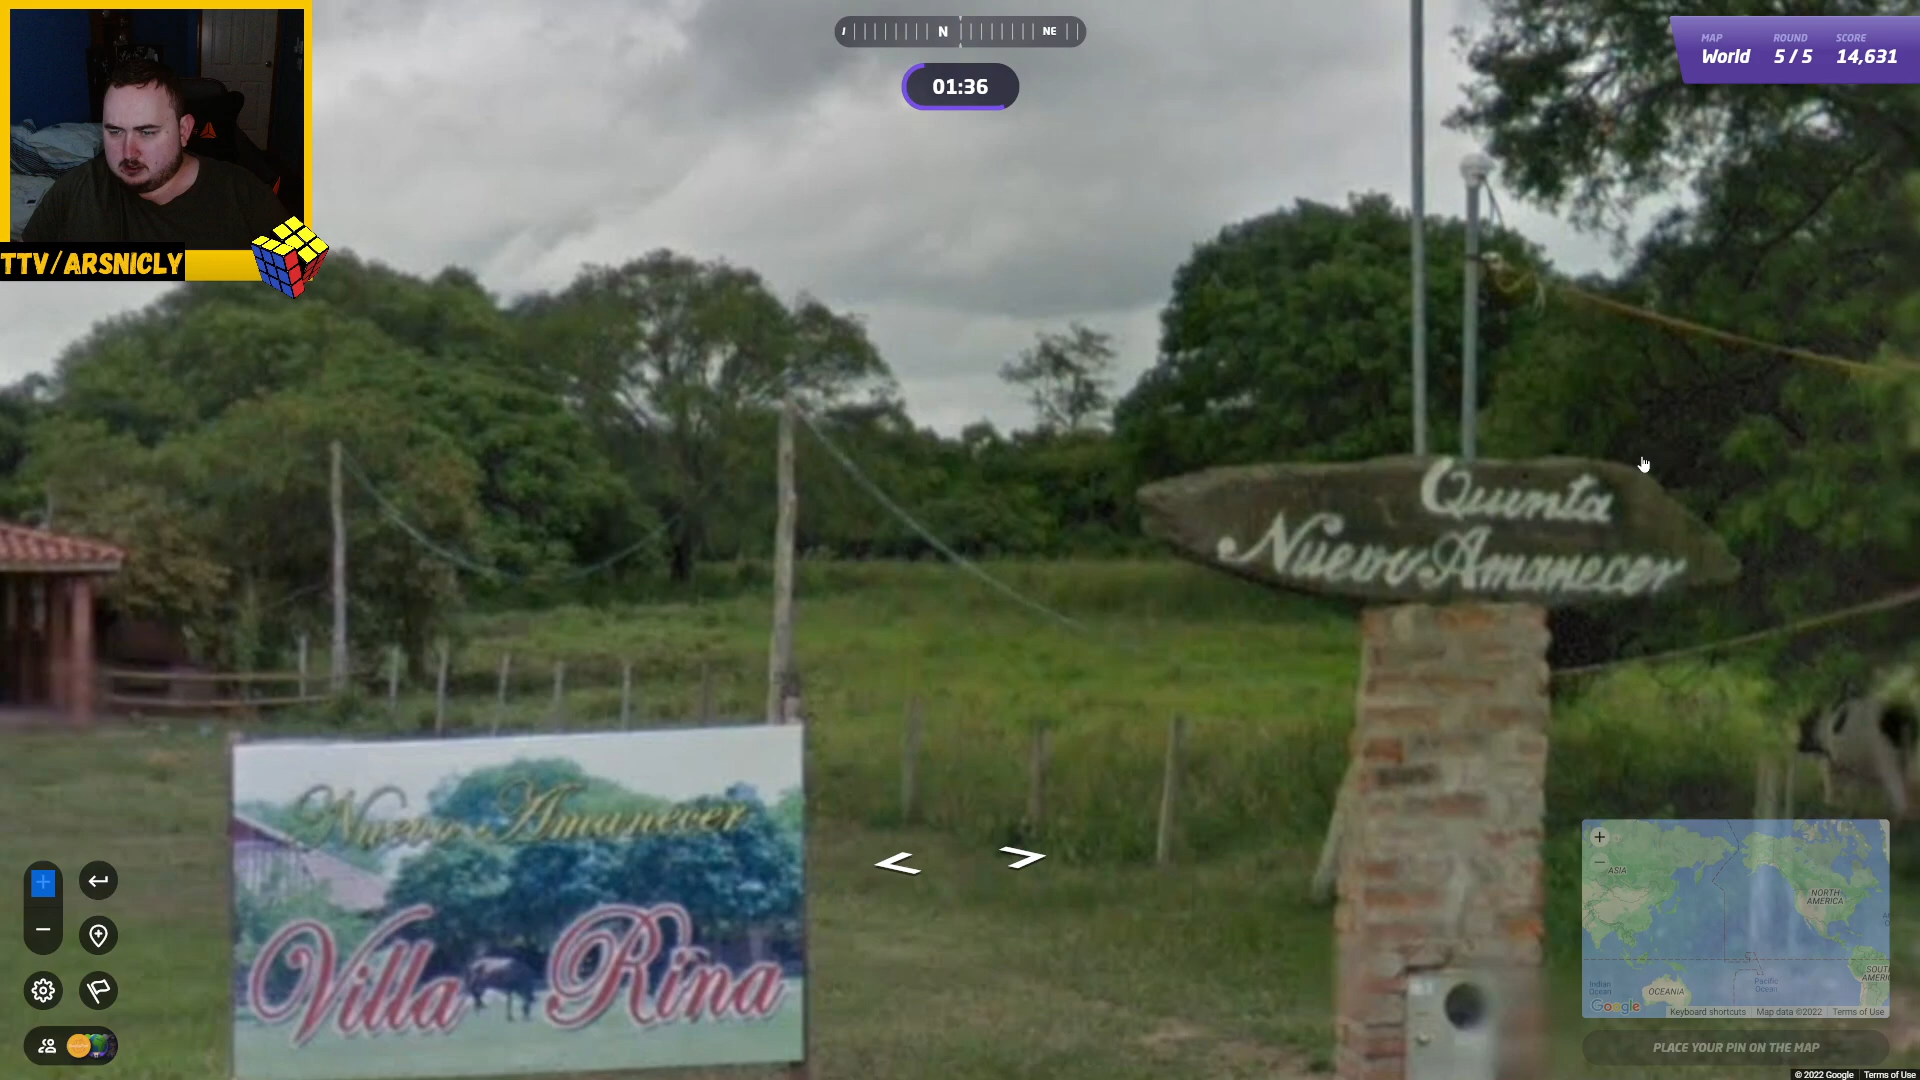 N
NE
01:36
MAP
ROUND
SCORE
World
5 / 5
14,631
TTV/ARSNICLY
Quinta
Nuevo Amanecer
Nuevo Amanecer
Villa Rina
ASIA
NORTH
AMERICA
SOUTH
AMERIC
Indian
Ocean
OCEANIA
Pacific
Ocean
Google
Keyboard shortcuts
Map data ©2022
Terms of Use
PLACE YOUR PIN ON THE MAP
© 2022 Google
Terms of Use